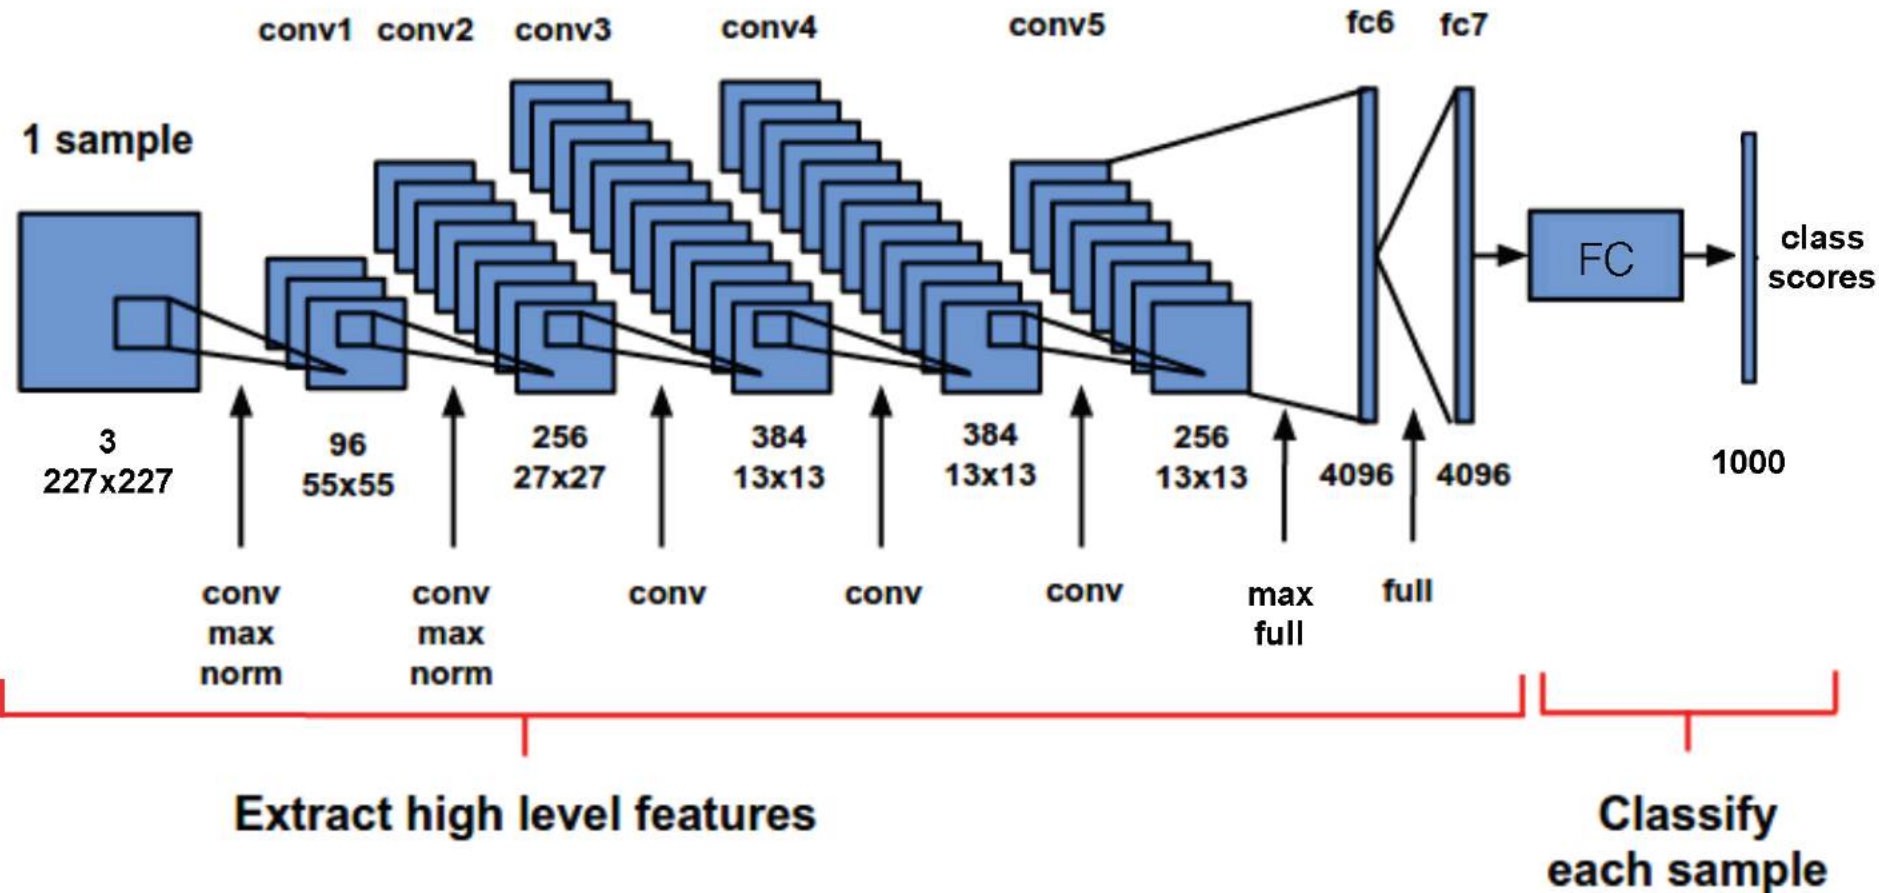 conv1 conv2 conv3 conv4 conv5 fc6 fc7
1 sample
FC
class
scores
3
227x227
96
55x55
256
27x27
384
13x13
384
13x13
256
13x13
4096
4096
1000
conv
max
norm
conv
max
norm
conv
conv
conv
max
full
full
Extract high level features
Classify
each sample